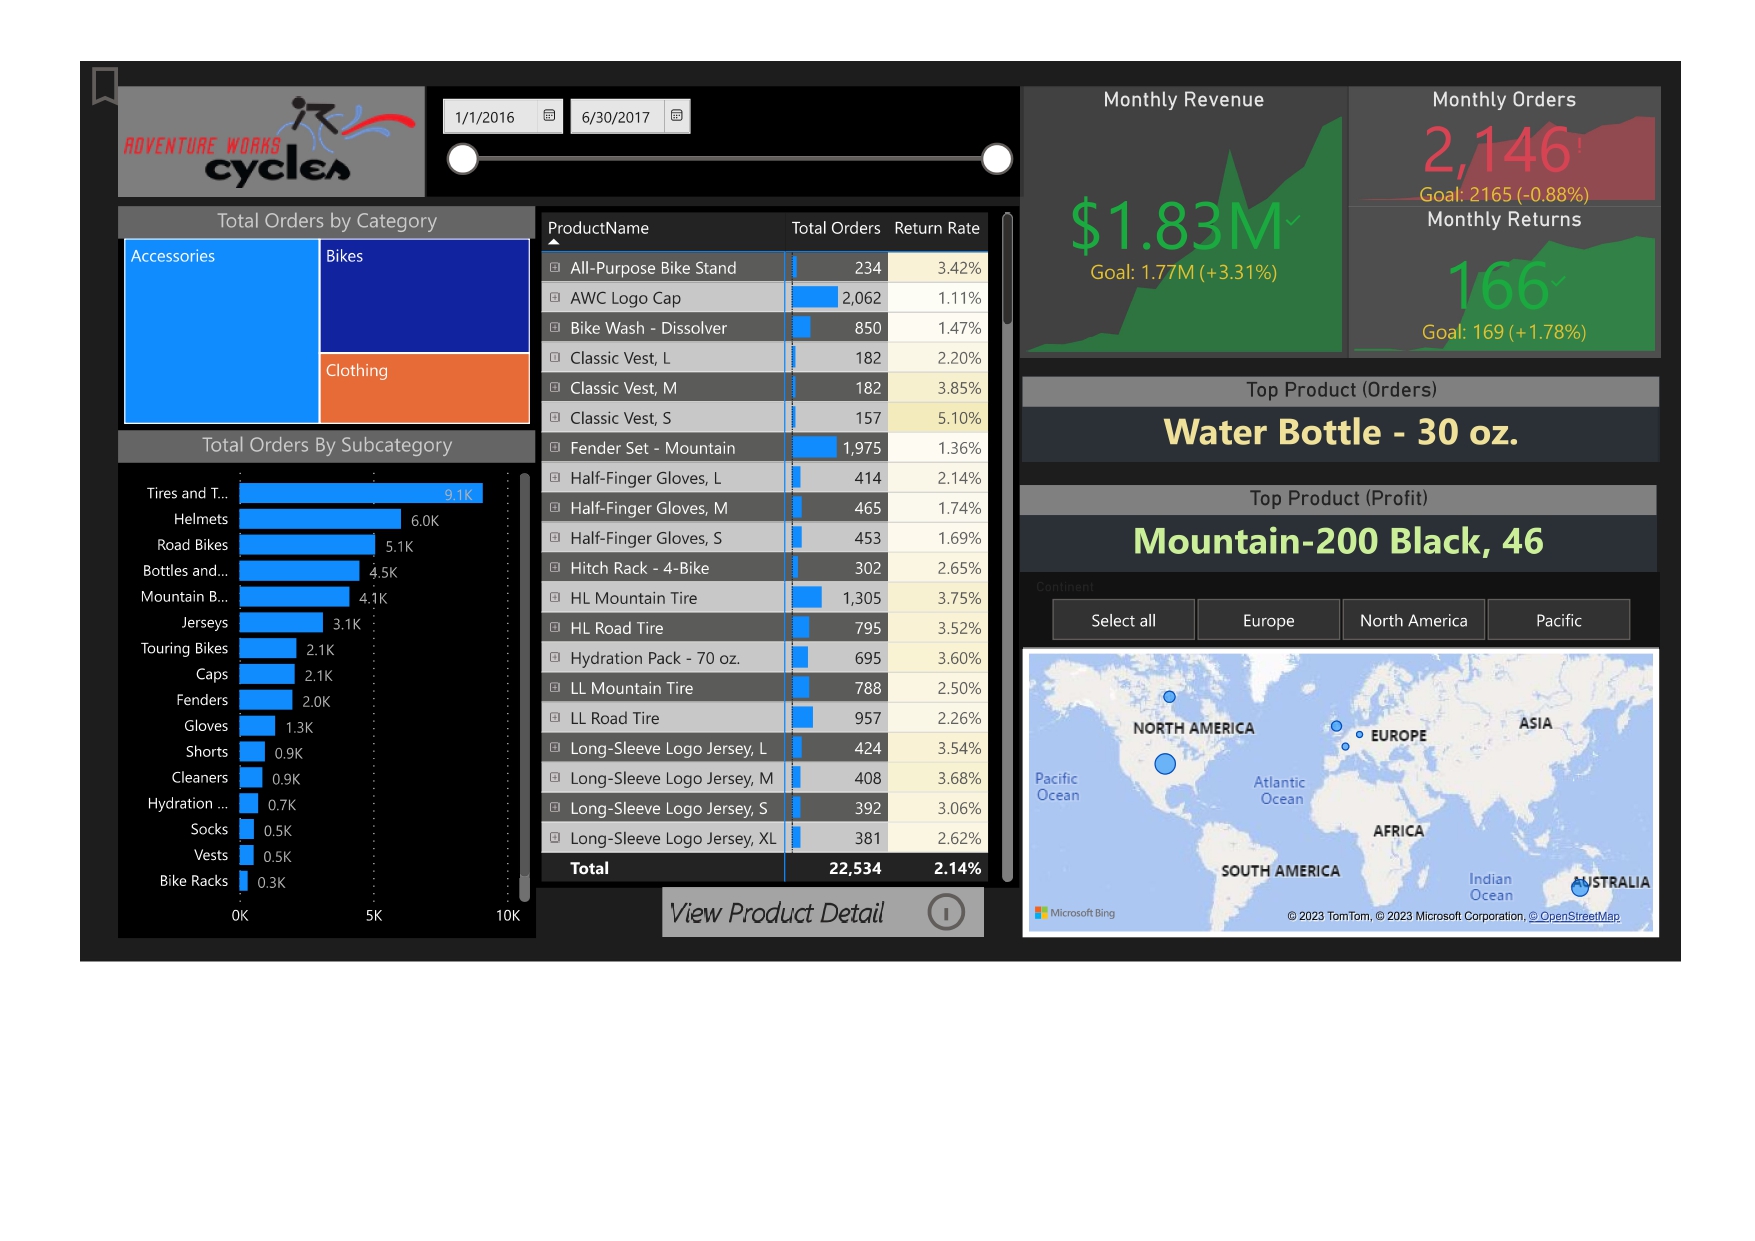 ADVENTURE WORKS
cycles
1/1/2016
6/30/2017
Monthly Revenue
$1.83M
Goal: 1.77M (+3.31%)
Monthly Orders
2,146!
Goal: 2165 (-0.88%)
Monthly Returns
166
Goal: 169 (+1.78%)
Total Orders by Category
Accessories
Bikes
Clothing
Total Orders By Subcategory
Tires and T... 9.1K
Helmets 6.0K
Road Bikes 5.1K
Bottles and... 4.5K
Mountain B... 4.1K
Jerseys 3.1K
Touring Bikes 2.1K
Caps 2.1K
Fenders 2.0K
Gloves 1.3K
Shorts 0.9K
Cleaners 0.9K
Hydration ... 0.7K
Socks 0.5K
Vests 0.5K
Bike Racks 0.3K
0K 5K 10K
ProductName Total Orders Return Rate
All-Purpose Bike Stand 234 3.42%
AWC Logo Cap 2,062 1.11%
Bike Wash - Dissolver 850 1.47%
Classic Vest, L 182 2.20%
Classic Vest, M 182 3.85%
Classic Vest, S 157 5.10%
Fender Set - Mountain 1,975 1.36%
Half-Finger Gloves, L 414 2.14%
Half-Finger Gloves, M 465 1.74%
Half-Finger Gloves, S 453 1.69%
Hitch Rack - 4-Bike 302 2.65%
HL Mountain Tire 1,305 3.75%
HL Road Tire 795 3.52%
Hydration Pack - 70 oz. 695 3.60%
LL Mountain Tire 788 2.50%
LL Road Tire 957 2.26%
Long-Sleeve Logo Jersey, L 424 3.54%
Long-Sleeve Logo Jersey, M 408 3.68%
Long-Sleeve Logo Jersey, S 392 3.06%
Long-Sleeve Logo Jersey, XL 381 2.62%
Total 22,534 2.14%
View Product Detail
Top Product (Orders)
Water Bottle - 30 oz.
Top Product (Profit)
Mountain-200 Black, 46
Continent
Select all
Europe
North America
Pacific
NORTH AMERICA
EUROPE
ASIA
Pacific
Ocean
Atlantic
Ocean
AFRICA
SOUTH AMERICA
Indian
Ocean
AUSTRALIA
Microsoft Bing
© 2023 TomTom, © 2023 Microsoft Corporation, © OpenStreetMap